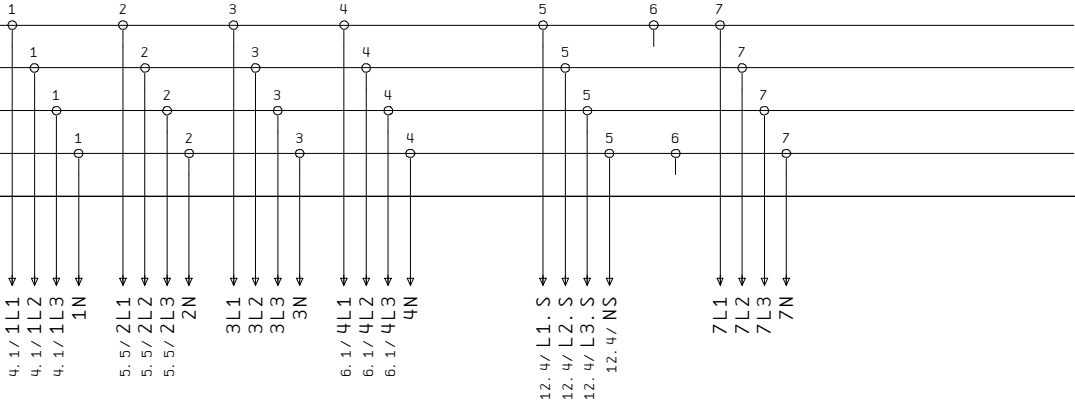 1 2 3 4 5 6 7
1 2 3 4 5 7
1 2 3 4 5 7
1 2 3 4 5 6 7
4.1/ 1L1
4.1/ 1L2
4.1/ 1L3
1N
5.5/ 2L1
5.5/ 2L2
5.5/ 2L3
2N
3L1
3L2
3L3
3N
6.1/ 4L1
6.1/ 4L2
6.1/ 4L3
4N
12.4/ L1.S
12.4/ L2.S
12.4/ L3.S
12.4/ NS
7L1
7L2
7L3
7N